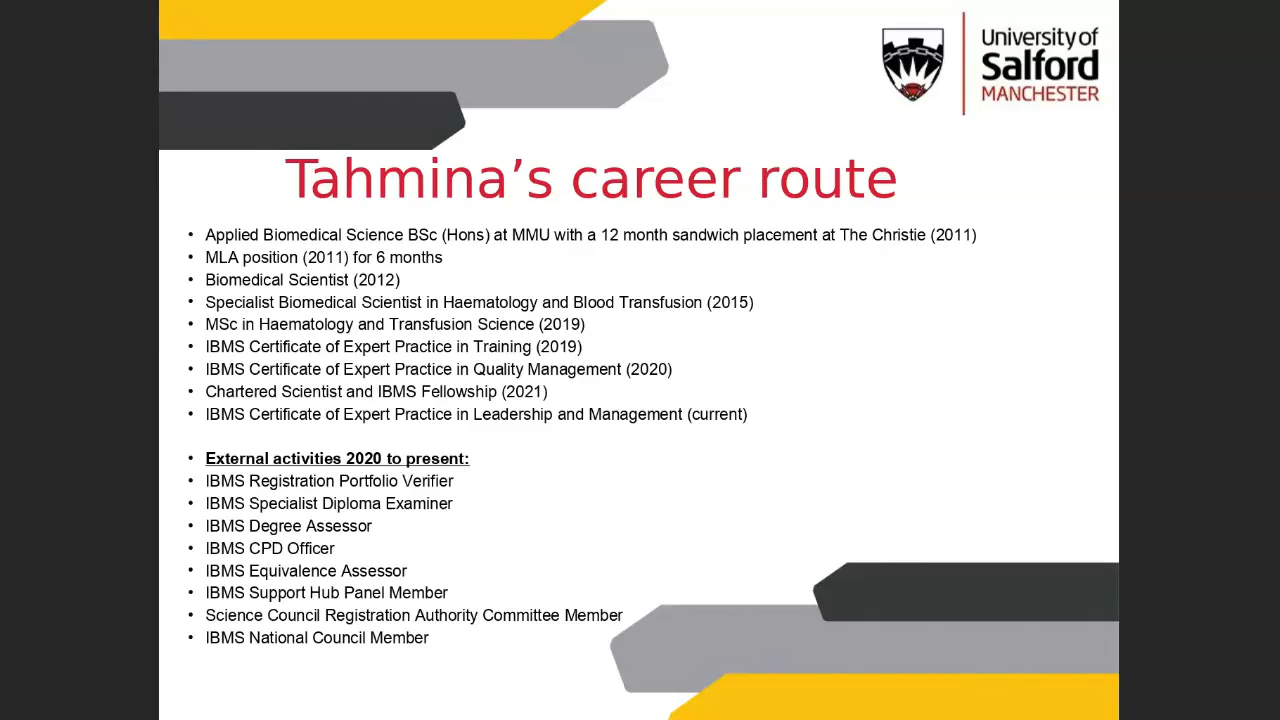 University of
Salford
MANCHESTER
Tahmina’s career route
• Applied Biomedical Science BSc (Hons) at MMU with a 12 month sandwich placement at The Christie (2011)
• MLA position (2011) for 6 months
• Biomedical Scientist (2012)
• Specialist Biomedical Scientist in Haematology and Blood Transfusion (2015)
• MSc in Haematology and Transfusion Science (2019)
• IBMS Certificate of Expert Practice in Training (2019)
• IBMS Certificate of Expert Practice in Quality Management (2020)
• Chartered Scientist and IBMS Fellowship (2021)
• IBMS Certificate of Expert Practice in Leadership and Management (current)
• External activities 2020 to present:
• IBMS Registration Portfolio Verifier
• IBMS Specialist Diploma Examiner
• IBMS Degree Assessor
• IBMS CPD Officer
• IBMS Equivalence Assessor
• IBMS Support Hub Panel Member
• Science Council Registration Authority Committee Member
• IBMS National Council Member